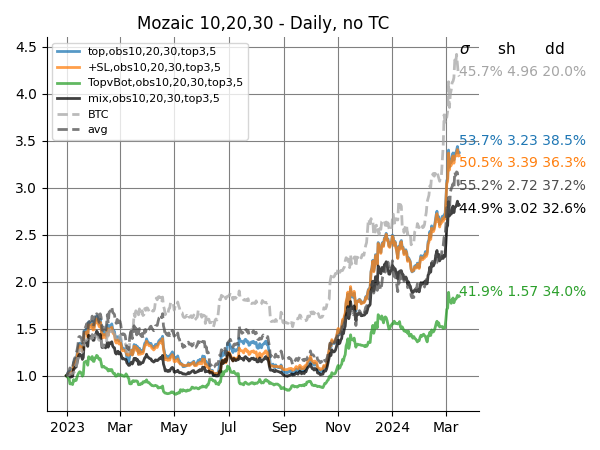 Mozaic 10,20,30 - Daily, no TC
σ sh dd
top,obs10,20,30,top3,5
+SL,obs10,20,30,top3,5
TopvBot,obs10,20,30,top3,5
mix,obs10,20,30,top3,5
BTC
avg
45.7% 4.96 20.0%
53.7% 3.23 38.5%
50.5% 3.39 36.3%
55.2% 2.72 37.2%
44.9% 3.02 32.6%
41.9% 1.57 34.0%
4.5
4.0
3.5
3.0
2.5
2.0
1.5
1.0
2023 Mar May Jul Sep Nov 2024 Mar